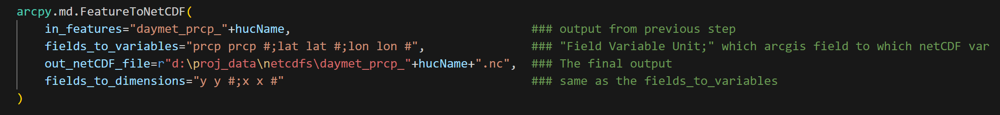 arcpy.md.FeatureToNetCDF(
    in_features="daymet_prcp_"+hucName,                                  ### output from previous step
    fields_to_variables="prcp prcp #;lat lat #;lon lon #",               ### "Field Variable Unit;" which arcgis field to which netCDF var
    out_netCDF_file=r"d:\proj_data\netcdfs\daymet_prcp_"+hucName+".nc",  ### The final output
    fields_to_dimensions="y y #;x x #"                                   ### same as the fields_to_variables
)